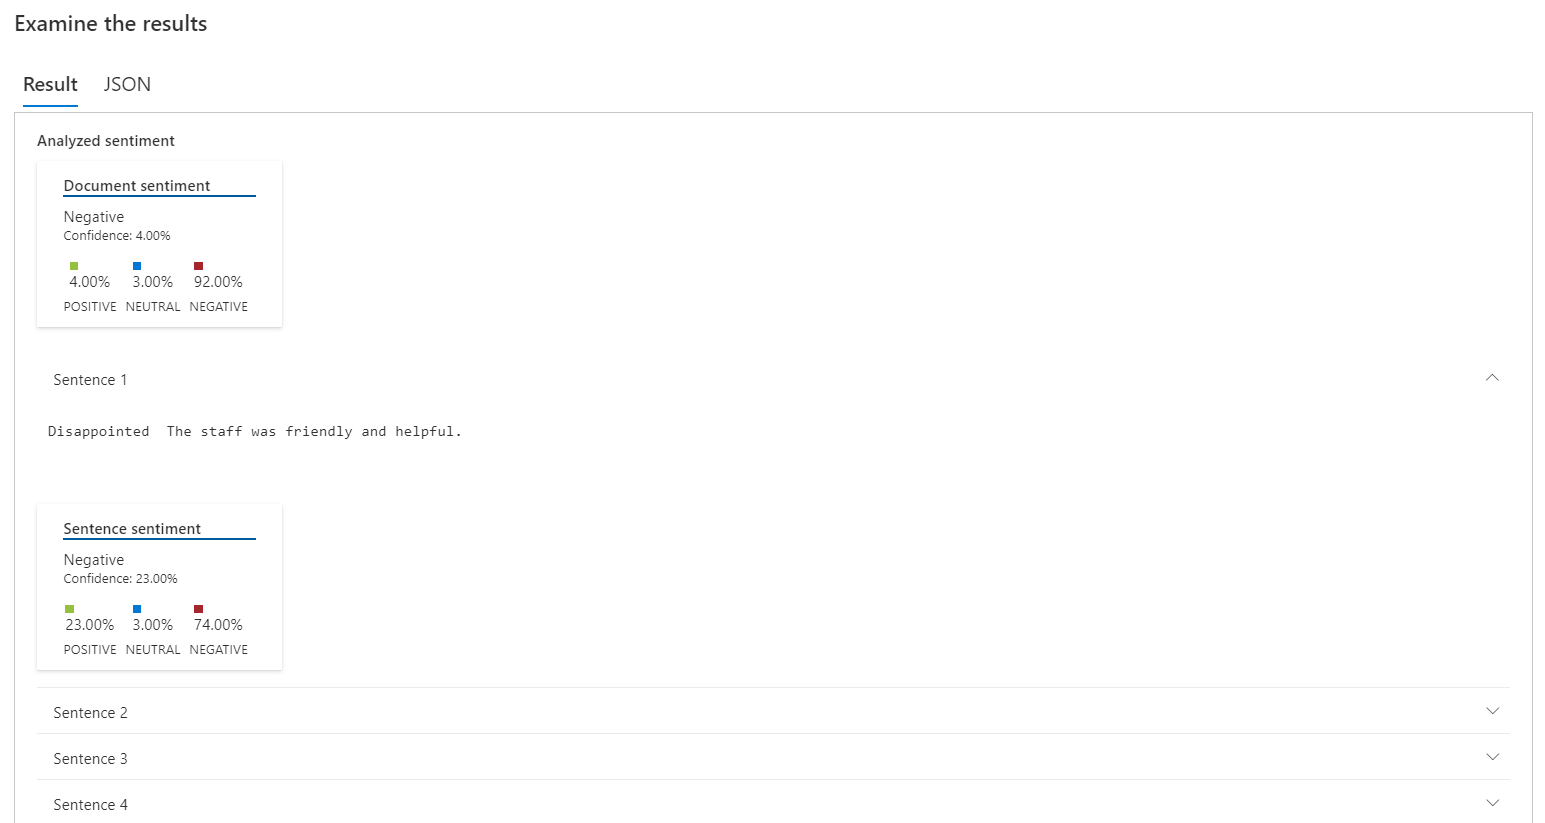 Examine the results
Result JSON
Analyzed sentiment
Document sentiment
Negative
Confidence: 4.00%
4.00% 3.00% 92.00%
POSITIVE NEUTRAL NEGATIVE
Sentence 1
Disappointed  The staff was friendly and helpful.
Sentence sentiment
Negative
Confidence: 23.00%
23.00% 3.00% 74.00%
POSITIVE NEUTRAL NEGATIVE
Sentence 2
Sentence 3
Sentence 4